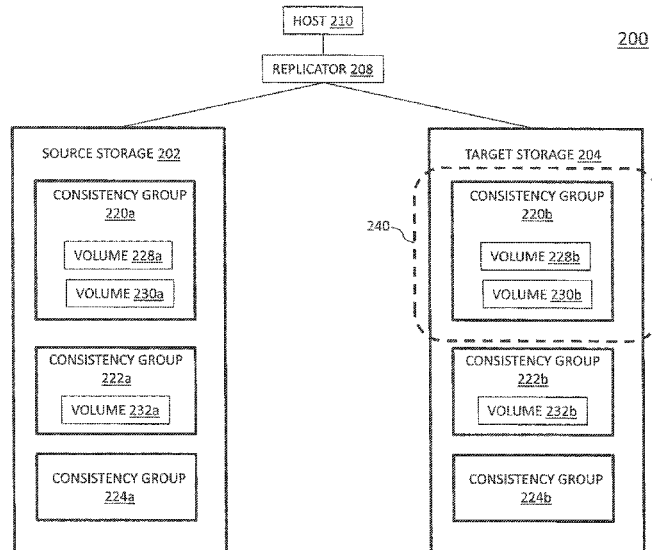 HOST 210
200
REPLICATOR 208
SOURCE STORAGE 202
CONSISTENCY GROUP
220a
VOLUME 228a
VOLUME 230a
CONSISTENCY GROUP
222a
VOLUME 232a
CONSISTENCY GROUP
224a
TARGET STORAGE 204
240
CONSISTENCY GROUP
220b
VOLUME 228b
VOLUME 230b
CONSISTENCY GROUP
222b
VOLUME 232b
CONSISTENCY GROUP
224b